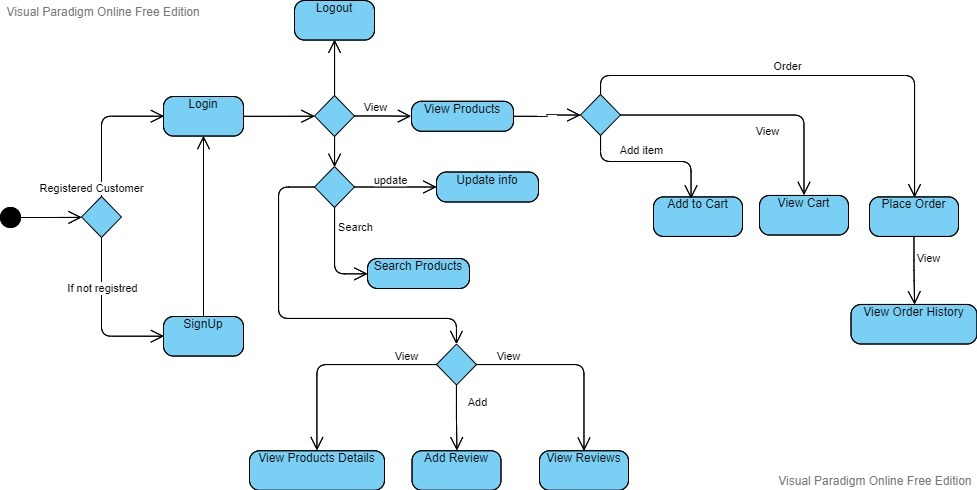 Visual Paradigm Online Free Edition
Logout
Order
Login
View
View Products
View
Add item
Registered Customer
update
Update info
Add to Cart
View Cart
Place Order
Search
View
Search Products
If not registred
SignUp
View Order History
View
View
Add
View Products Details
Add Review
View Reviews
Visual Paradigm Online Free Edition